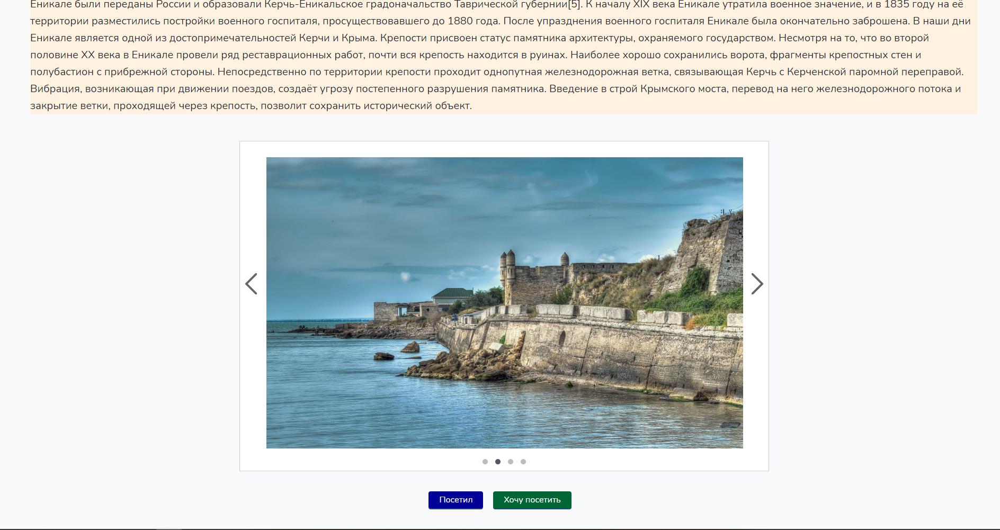 Еникале были переданы России и образовали Керчь-Еникальское градоначальство Таврической губернии[5]. К началу XIX века Еникале утратила военное значение, и в 1835 году на её
территории разместились постройки военного госпиталя, просуществовавшего до 1880 года. После упразднения военного госпиталя Еникале была окончательно заброшена. В наши дни
Еникале является одной из достопримечательностей Керчи и Крыма. Крепости присвоен статус памятника архитектуры, охраняемого государством. Несмотря на то, что во второй
половине XX века в Еникале провели ряд реставрационных работ, почти вся крепость находится в руинах. Наиболее хорошо сохранились ворота, фрагменты крепостных стен и
полубастион с прибрежной стороны. Непосредственно по территории крепости проходит однопутная железнодорожная ветка, связывающая Керчь с Керченской паромной переправой.
Вибрация, возникающая при движении поездов, создаёт угрозу постепенного разрушения памятника. Введение в строй Крымского моста, перевод на него железнодорожного потока и
закрытие ветки, проходящей через крепость, позволит сохранить исторический объект.
Посетил
Хочу посетить